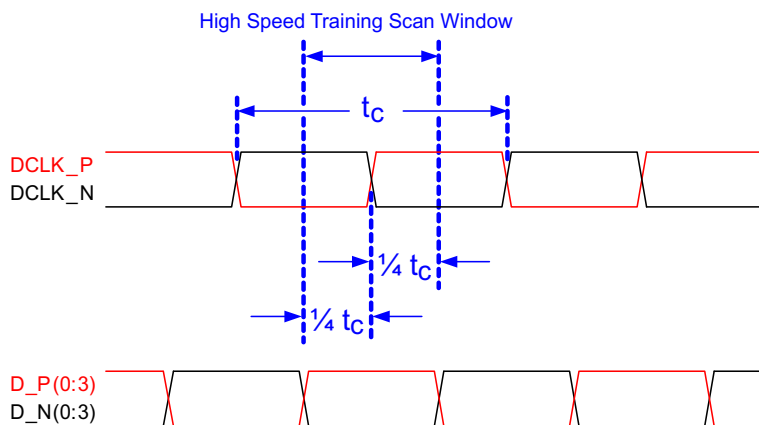 High Speed Training Scan Window
tC
DCLK_P
DCLK_N
¼ tC
¼ tC
D_P(0:3)
D_N(0:3)